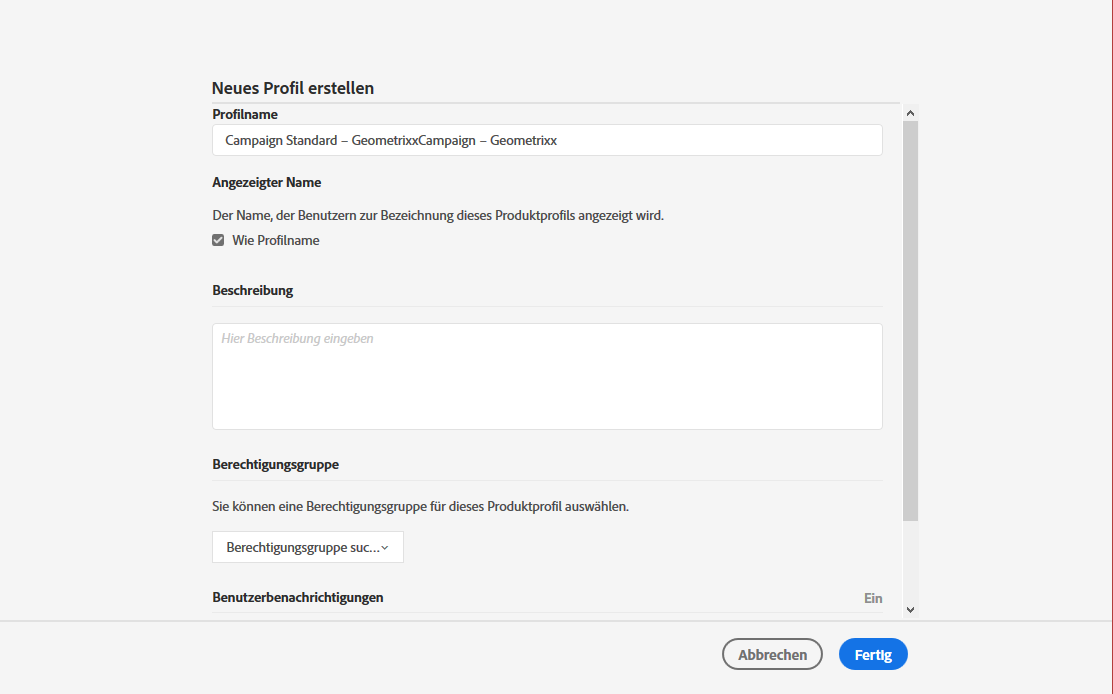 Neues Profil erstellen
Profilname
Campaign Standard – GeometrixxCampaign – Geometrixx
Angezeigter Name
Der Name, der Benutzern zur Bezeichnung dieses Produktprofils angezeigt wird.
Wie Profilname
Beschreibung
Hier Beschreibung eingeben
Berechtigungsgruppe
Sie können eine Berechtigungsgruppe für dieses Produktprofil auswählen.
Berechtigungsgruppe suc...
Benutzerbenachrichtigungen Ein
Abbrechen Fertig